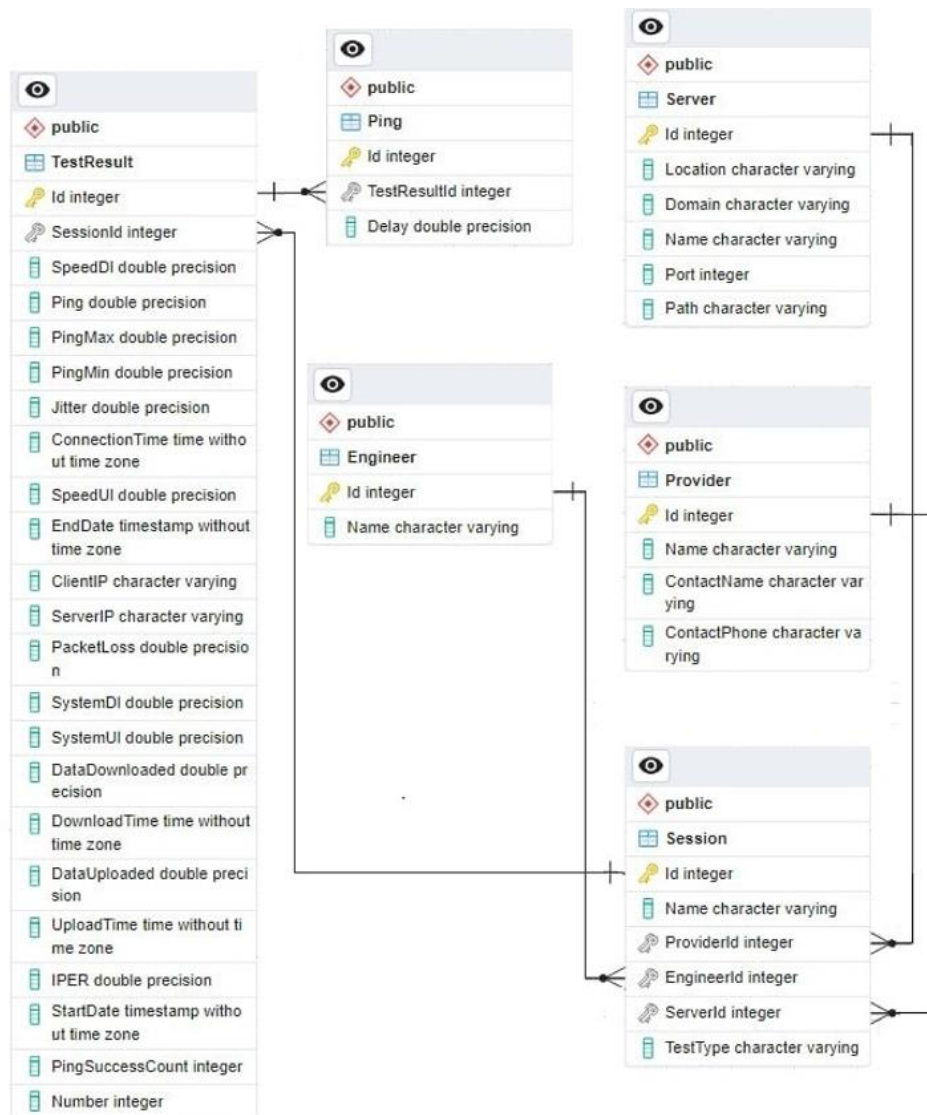 public
TestResult
Id integer
SessionId integer
SpeedDl double precision
Ping double precision
PingMax double precision
PingMin double precision
Jitter double precision
ConnectionTime time witho
ut time zone
SpeedUl double precision
EndDate timestamp without
time zone
ClientIP character varying
ServerIP character varying
PacketLoss double precisio
n
SystemDl double precision
SystemUl double precision
DataDownloaded double pr
ecision
DownloadTime time without
time zone
DataUploaded double preci
sion
UploadTime time without ti
me zone
IPER double precision
StartDate timestamp witho
ut time zone
PingSuccessCount integer
Number integer
public
Ping
Id integer
TestResultId integer
Delay double precision
public
Engineer
Id integer
Name character varying
public
Server
Id integer
Location character varying
Domain character varying
Name character varying
Port integer
Path character varying
public
Provider
Id integer
Name character varying
ContactName character var
ying
ContactPhone character va
rying
public
Session
Id integer
Name character varying
ProviderId integer
EngineerId integer
ServerId integer
TestType character varying